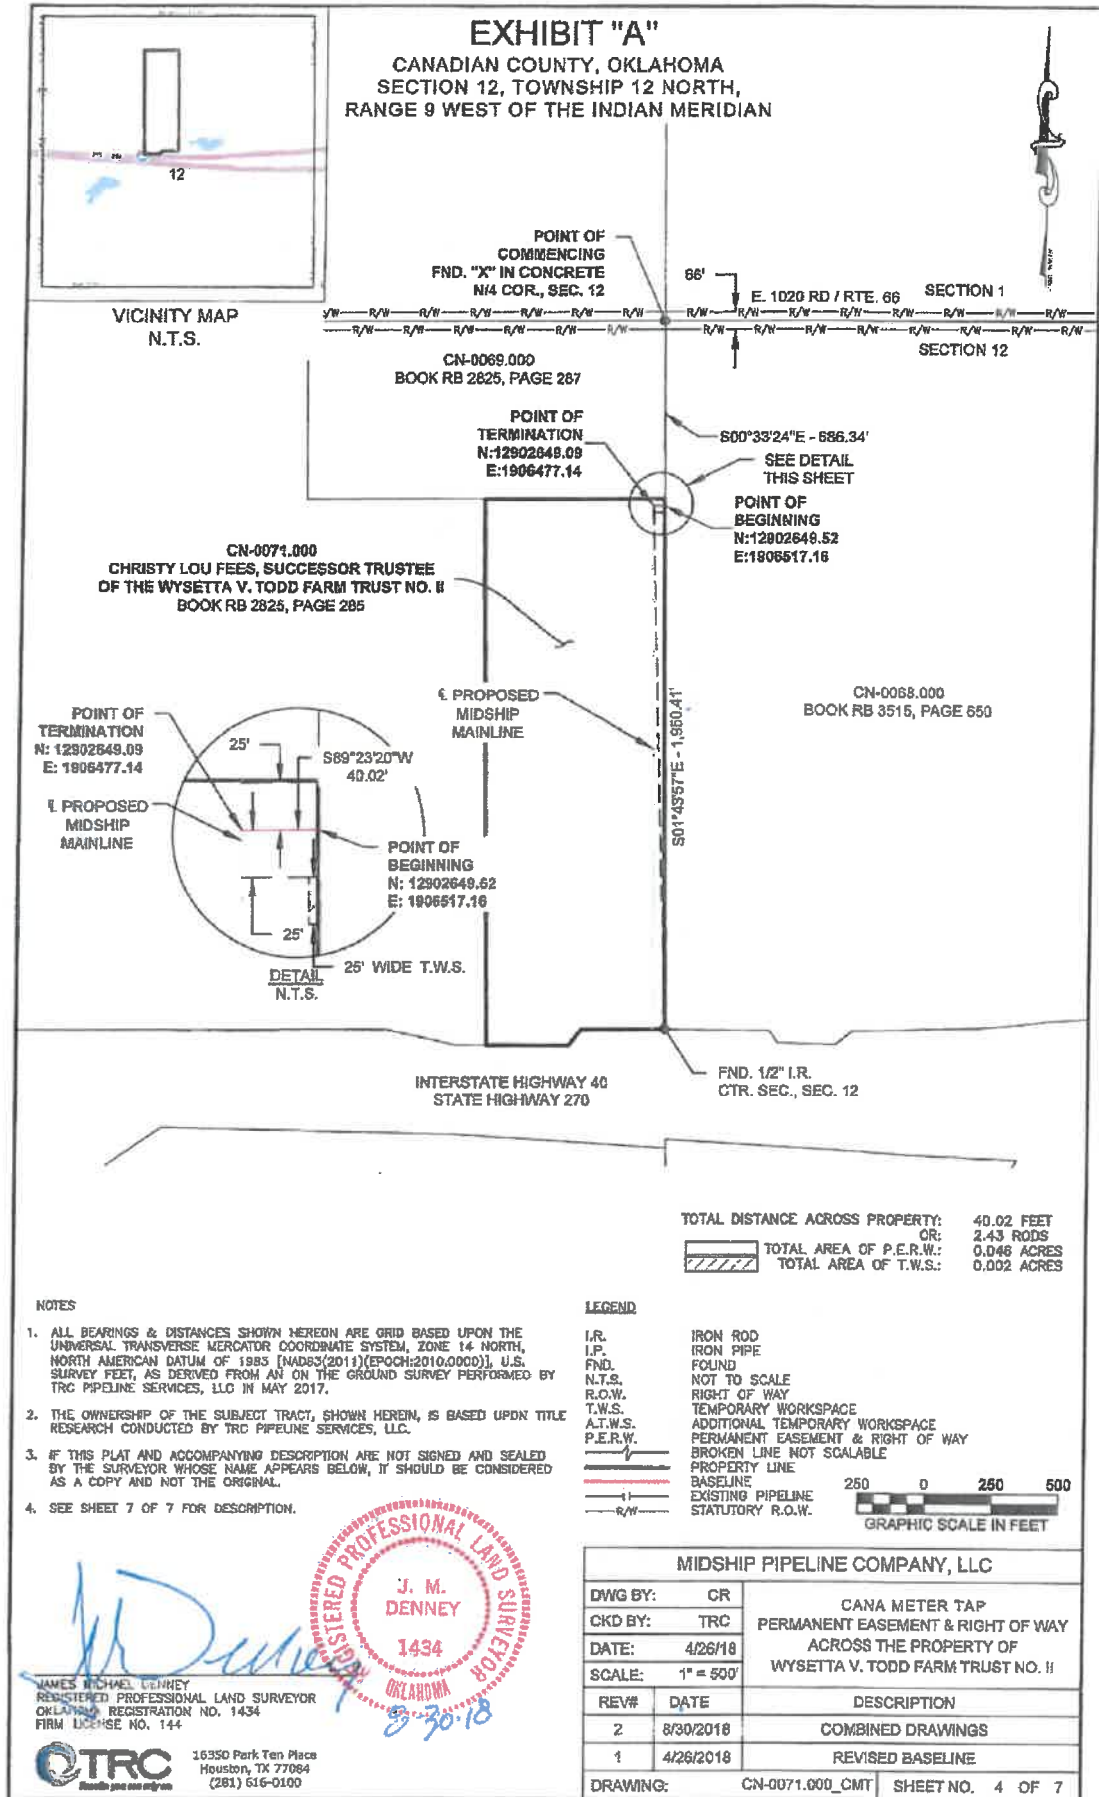 EXHIBIT "A"
CANADIAN COUNTY, OKLAHOMA
SECTION 12, TOWNSHIP 12 NORTH,
RANGE 9 WEST OF THE INDIAN MERIDIAN
12
VICINITY MAP
N.T.S.
POINT OF
COMMENCING
FND. "X" IN CONCRETE
N/4 COR., SEC. 12
66'
E. 1020 RD / RTE. 66
SECTION 1
R/W R/W R/W R/W R/W R/W R/W R/W R/W R/W R/W R/W R/W R/W
R/W R/W R/W R/W R/W R/W R/W R/W R/W R/W R/W R/W R/W
SECTION 12
CN-0069.000
BOOK RB 2825, PAGE 287
POINT OF
TERMINATION
N:12902649.09
E:1906477.14
S00°33'24"E - 686.34'
SEE DETAIL
THIS SHEET
POINT OF
BEGINNING
N:12902649.52
E:1906517.16
CN-0071.000
CHRISTY LOU FEES, SUCCESSOR TRUSTEE
OF THE WYSETTA V. TODD FARM TRUST NO. II
BOOK RB 2825, PAGE 285
℄ PROPOSED
MIDSHIP
MAINLINE
S01°43'57"E - 1,950.41'
CN-0068.000
BOOK RB 3515, PAGE 650
POINT OF
TERMINATION
N: 12902649.09
E: 1906477.14
25'
S89°23'20"W
40.02'
℄ PROPOSED
MIDSHIP
MAINLINE
POINT OF
BEGINNING
N: 12902649.52
E: 1906517.16
25'
25' WIDE T.W.S.
DETAIL
N.T.S.
INTERSTATE HIGHWAY 40
STATE HIGHWAY 270
FND. 1/2" I.R.
CTR. SEC., SEC. 12
TOTAL DISTANCE ACROSS PROPERTY: 40.02 FEET
OR: 2.43 RODS
TOTAL AREA OF P.E.R.W.: 0.046 ACRES
TOTAL AREA OF T.W.S.: 0.002 ACRES
NOTES
1. ALL BEARINGS & DISTANCES SHOWN HEREON ARE GRID BASED UPON THE
UNIVERSAL TRANSVERSE MERCATOR COORDINATE SYSTEM, ZONE 14 NORTH,
NORTH AMERICAN DATUM OF 1983 [NAD83(2011)(EPOCH:2010.0000)], U.S.
SURVEY FEET, AS DERIVED FROM AN ON THE GROUND SURVEY PERFORMED BY
TRC PIPELINE SERVICES, LLC IN MAY 2017.
2. THE OWNERSHIP OF THE SUBJECT TRACT, SHOWN HEREIN, IS BASED UPON TITLE
RESEARCH CONDUCTED BY TRC PIPELINE SERVICES, LLC.
3. IF THIS PLAT AND ACCOMPANYING DESCRIPTION ARE NOT SIGNED AND SEALED
BY THE SURVEYOR WHOSE NAME APPEARS BELOW, IT SHOULD BE CONSIDERED
AS A COPY AND NOT THE ORIGINAL.
4. SEE SHEET 7 OF 7 FOR DESCRIPTION.
LEGEND
I.R. IRON ROD
I.P. IRON PIPE
FND. FOUND
N.T.S. NOT TO SCALE
R.O.W. RIGHT OF WAY
T.W.S. TEMPORARY WORKSPACE
A.T.W.S. ADDITIONAL TEMPORARY WORKSPACE
P.E.R.W. PERMANENT EASEMENT & RIGHT OF WAY
BROKEN LINE NOT SCALABLE
PROPERTY LINE
BASELINE
EXISTING PIPELINE
R/W STATUTORY R.O.W.
250 0 250 500
GRAPHIC SCALE IN FEET
REGISTERED PROFESSIONAL LAND SURVEYOR
J. M.
DENNEY
1434
OKLAHOMA
8-30-18
JAMES MICHAEL DENNEY
REGISTERED PROFESSIONAL LAND SURVEYOR
OKLAHOMA REGISTRATION NO. 1434
FIRM LICENSE NO. 144
TRC
Results you can rely on
16350 Park Ten Place
Houston, TX 77084
(281) 616-0100
MIDSHIP PIPELINE COMPANY, LLC
DWG BY: CR
CKD BY: TRC
DATE: 4/26/18
SCALE: 1" = 500'
CANA METER TAP
PERMANENT EASEMENT & RIGHT OF WAY
ACROSS THE PROPERTY OF
WYSETTA V. TODD FARM TRUST NO. II
REV# DATE DESCRIPTION
2 8/30/2018 COMBINED DRAWINGS
1 4/26/2018 REVISED BASELINE
DRAWING: CN-0071.000_CMT SHEET NO. 4 OF 7